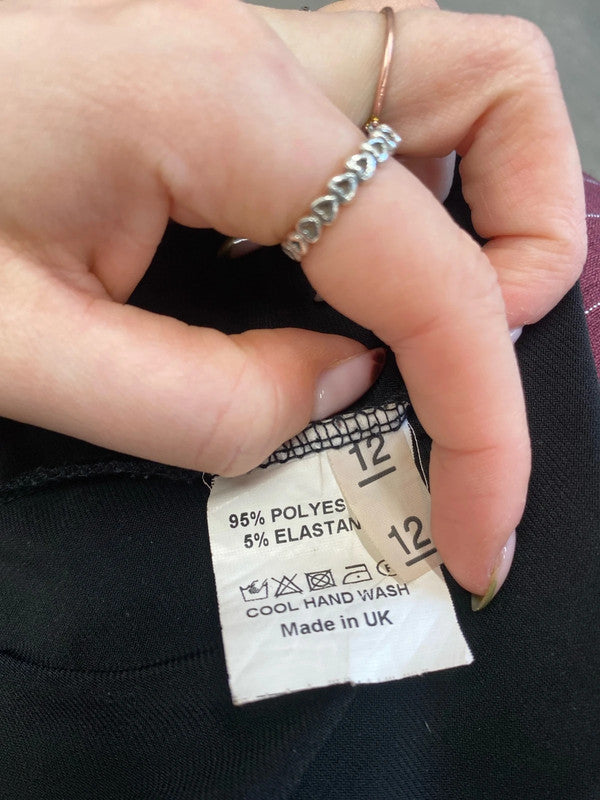 12
12
95% POLYES
5% ELASTAN
COOL HAND WASH
Made in UK